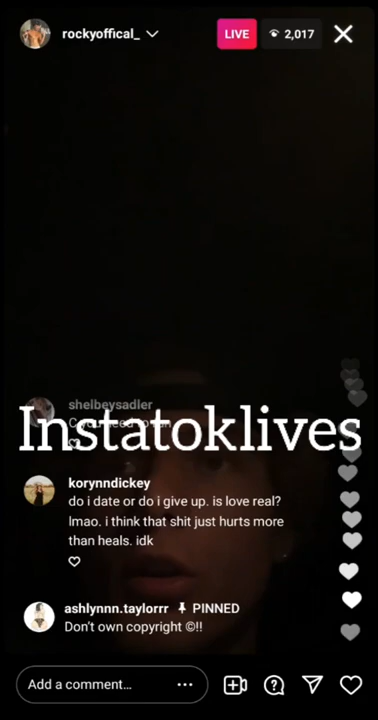 rockyoffical_
LIVE
2,017
shelbeysadler
Instatoklives
korynndickey
do i date or do i give up. is love real?
lmao. i think that shit just hurts more
than heals. idk
ashlynnn.taylorrr PINNED
Don't own copyright ©!!
Add a comment...